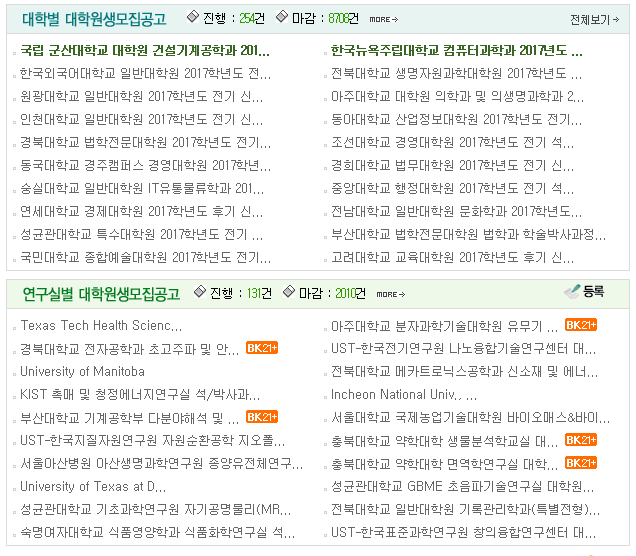 대학별 대학원생모집공고 진행 : 254건 마감 : 8708건 MORE 전체보기
국립 군산대학교 대학원 건설기계공학과 201...
한국외국어대학교 일반대학원 2017학년도 전...
원광대학교 일반대학원 2017학년도 전기 신...
인천대학교 일반대학원 2017학년도 전기 신...
경북대학교 법학전문대학원 2017학년도 전기...
동국대학교 경주캠퍼스 경영대학원 2017학년...
숭실대학교 일반대학원 IT유통물류학과 201...
연세대학교 경제대학원 2017학년도 후기 신...
성균관대학교 특수대학원 2017학년도 전기 ...
국민대학교 종합예술대학원 2017학년도 전기...
한국뉴욕주립대학교 컴퓨터과학과 2017년도 ...
전북대학교 생명자원과학대학원 2017학년도 ...
아주대학교 대학원 의학과 및 의생명과학과 2...
동아대학교 산업정보대학원 2017학년도 전기...
조선대학교 경영대학원 2017학년도 전기 석...
경희대학교 법무대학원 2017학년도 전기 신...
중앙대학교 행정대학원 2017학년도 전기 석...
전남대학교 일반대학원 문화학과 2017학년도...
부산대학교 법학전문대학원 법학과 학술박사과정...
고려대학교 교육대학원 2017학년도 후기 신...
연구실별 대학원생모집공고 진행 : 131건 마감 : 2010건 MORE 등록
Texas Tech Health Scienc...
경북대학교 전자공학과 초고주파 및 안... BK21+
University of Manitoba
KIST 촉매 및 청정에너지연구실 석/박사과...
부산대학교 기계공학부 다분야해석 및 ... BK21+
UST-한국지질자원연구원 자원순환공학 지오폴...
서울아산병원 아산생명과학연구원 종양유전체연구...
University of Texas at D...
성균관대학교 기초과학연구원 자기공명물리(MR...
숙명여자대학교 식품영양학과 식품화학연구실 석...
아주대학교 분자과학기술대학원 유무기 ... BK21+
UST-한국전기연구원 나노융합기술연구센터 대...
전북대학교 메카트로닉스공학과 신소재 및 에너...
Incheon National Univ., ...
서울대학교 국제농업기술대학원 바이오매스&바이...
충북대학교 약학대학 생물분석학교실 대... BK21+
충북대학교 약학대학 면역학연구실 대학... BK21+
성균관대학교 GBME 초음파기술연구실 대학원...
전북대학교 일반대학원 기록관리학과(특별전형)...
UST-한국표준과학연구원 창의융합연구센터 대...